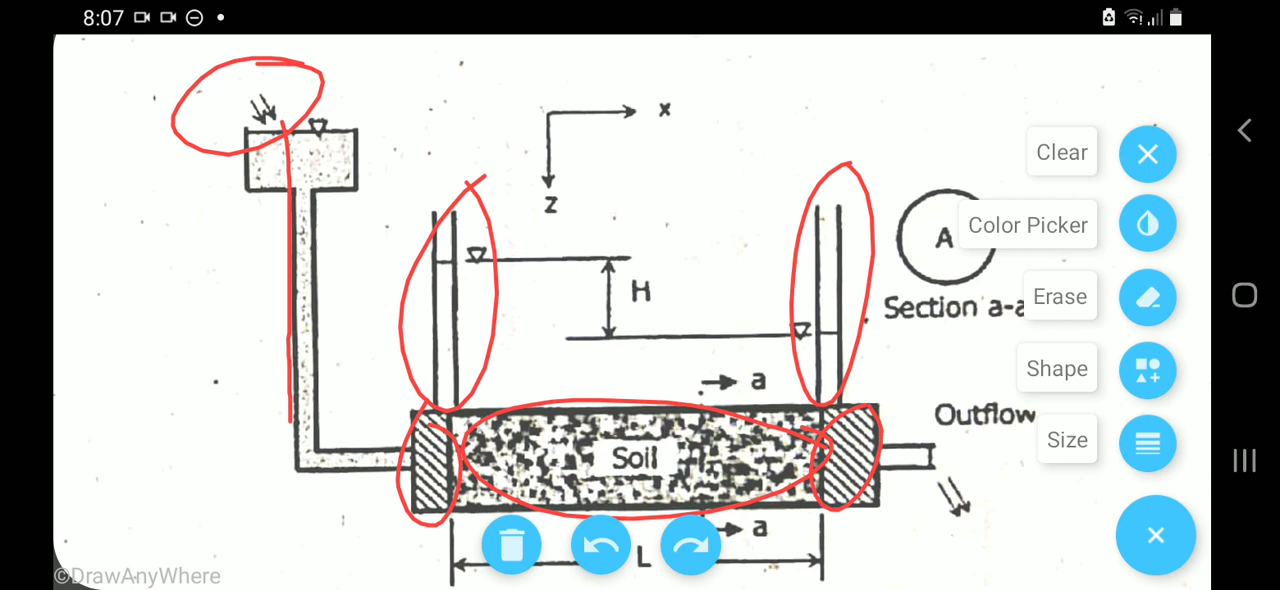 8:07
x
Clear
z
Color Picker
A
H
Section a-a
Erase
a
Shape
Outflow
Size
Soil
a
L
©DrawAnyWhere